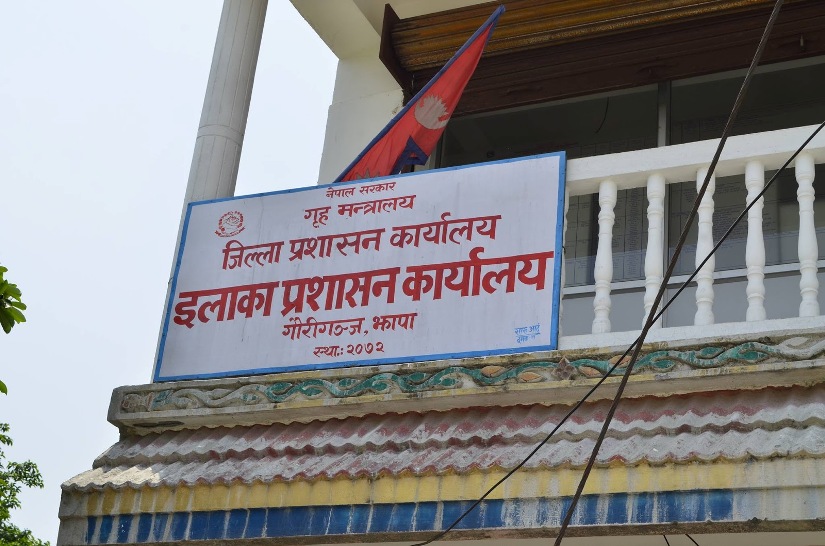 नेपाल सरकार
गृह मन्त्रालय
जिल्ला प्रशासन कार्यालय
इलाका प्रशासन कार्यालय
गौरीगञ्ज, झापा
स्था.: २०७२